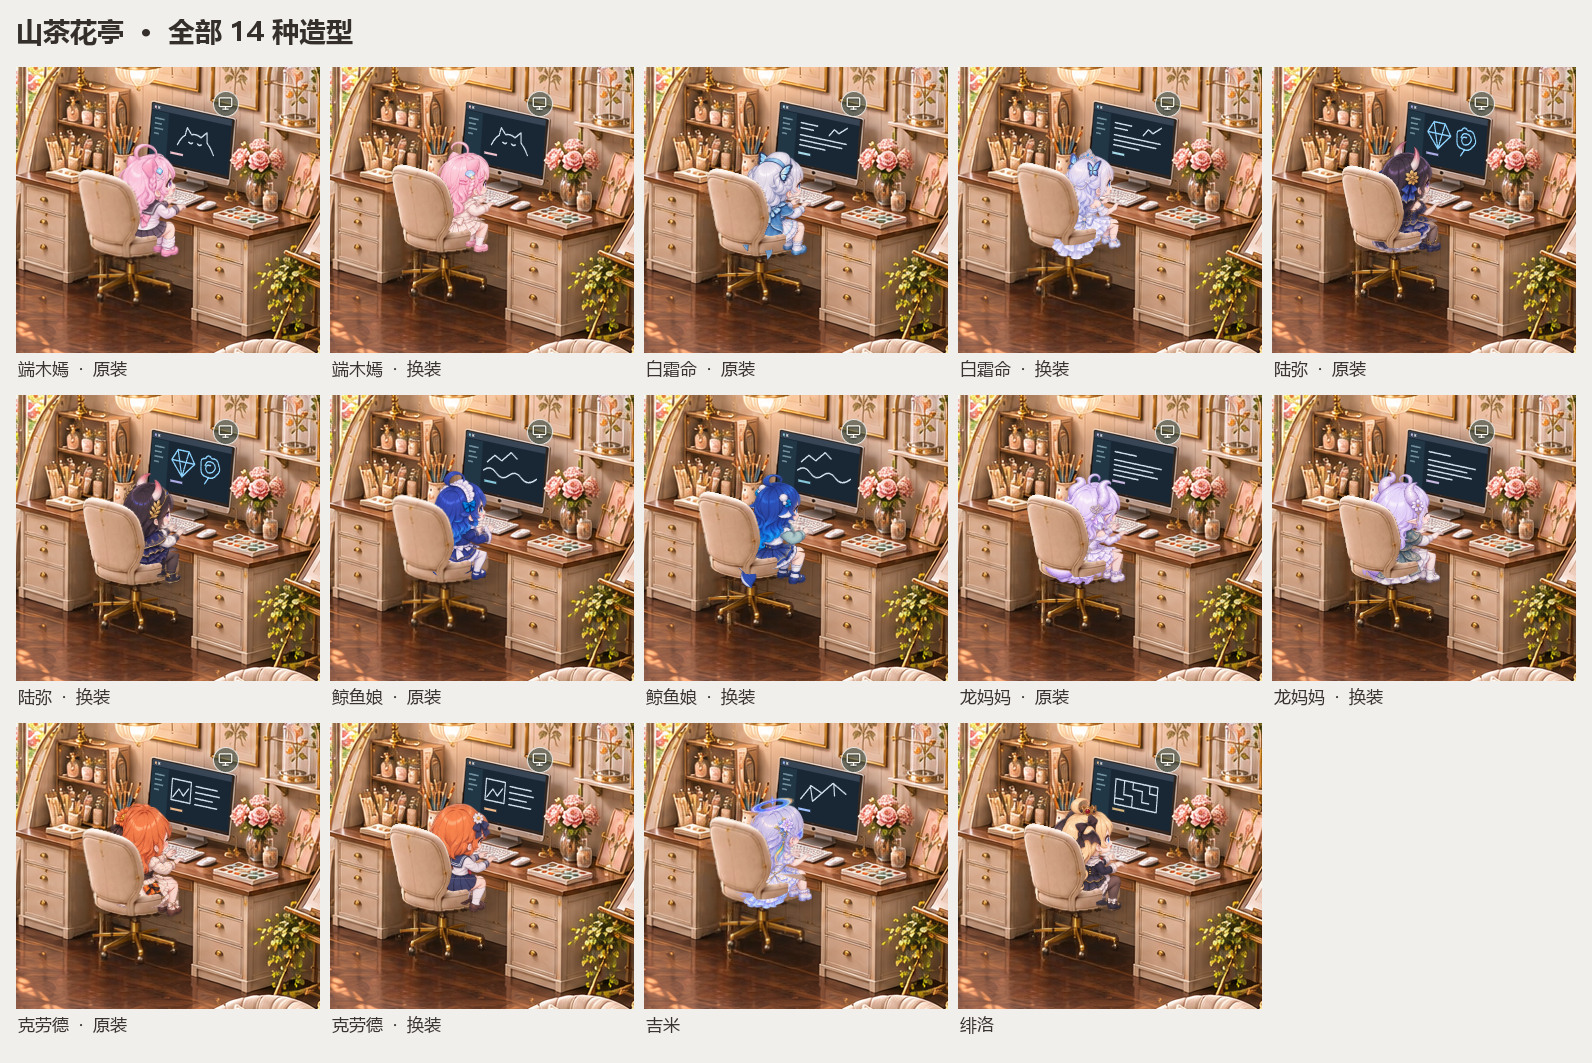 山茶花亭 • 全部 14 种造型
端木嫣 · 原装
端木嫣 · 换装
白霜命 · 原装
白霜命 · 换装
陆弥 · 原装
陆弥 · 换装
鲸鱼娘 · 原装
鲸鱼娘 · 换装
龙妈妈 · 原装
龙妈妈 · 换装
克劳德 · 原装
克劳德 · 换装
吉米
绯洛